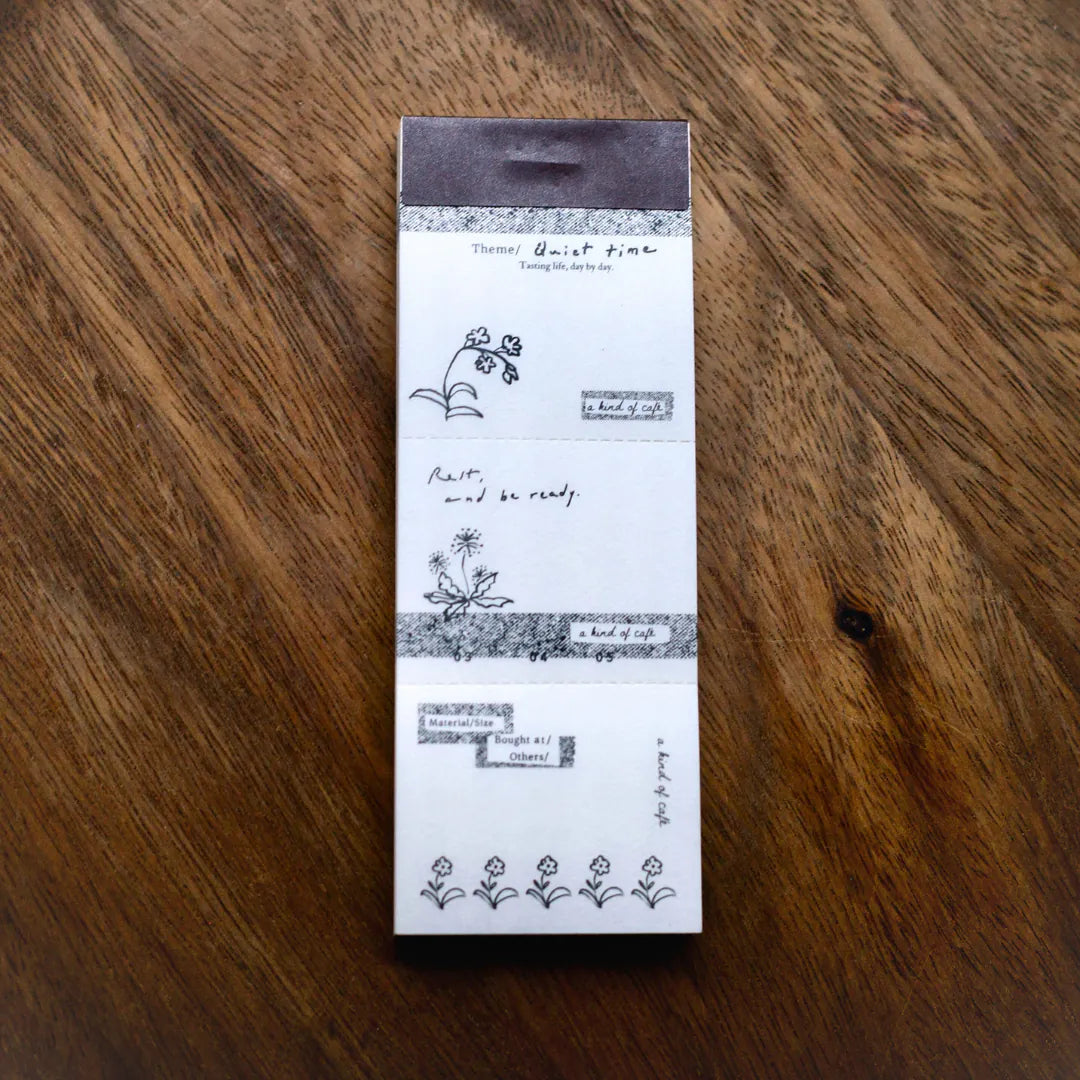 Theme/ Quiet time
Tasting life, day by day.
a kind of café
Rest,
and be ready.
a kind of café
03 04 05
Material/Size
Bought at/
Others/
a kind of café